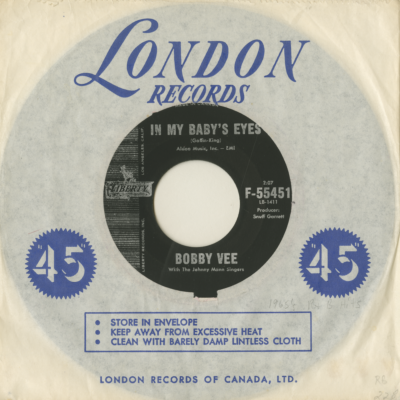 LONDON
RECORDS
IN MY BABY'S EYES
(Goffin-King)
Aldon Music, Inc. - BMI
LIBERTY
2:07
F-55451
LB-1411
Producer:
Snuff Garrett
BOBBY VEE
With The Johnny Mann Singers
"45"
"45"
• STORE IN ENVELOPE
• KEEP AWAY FROM EXCESSIVE HEAT
• CLEAN WITH BARELY DAMP LINTLESS CLOTH
LONDON RECORDS OF CANADA, LTD.